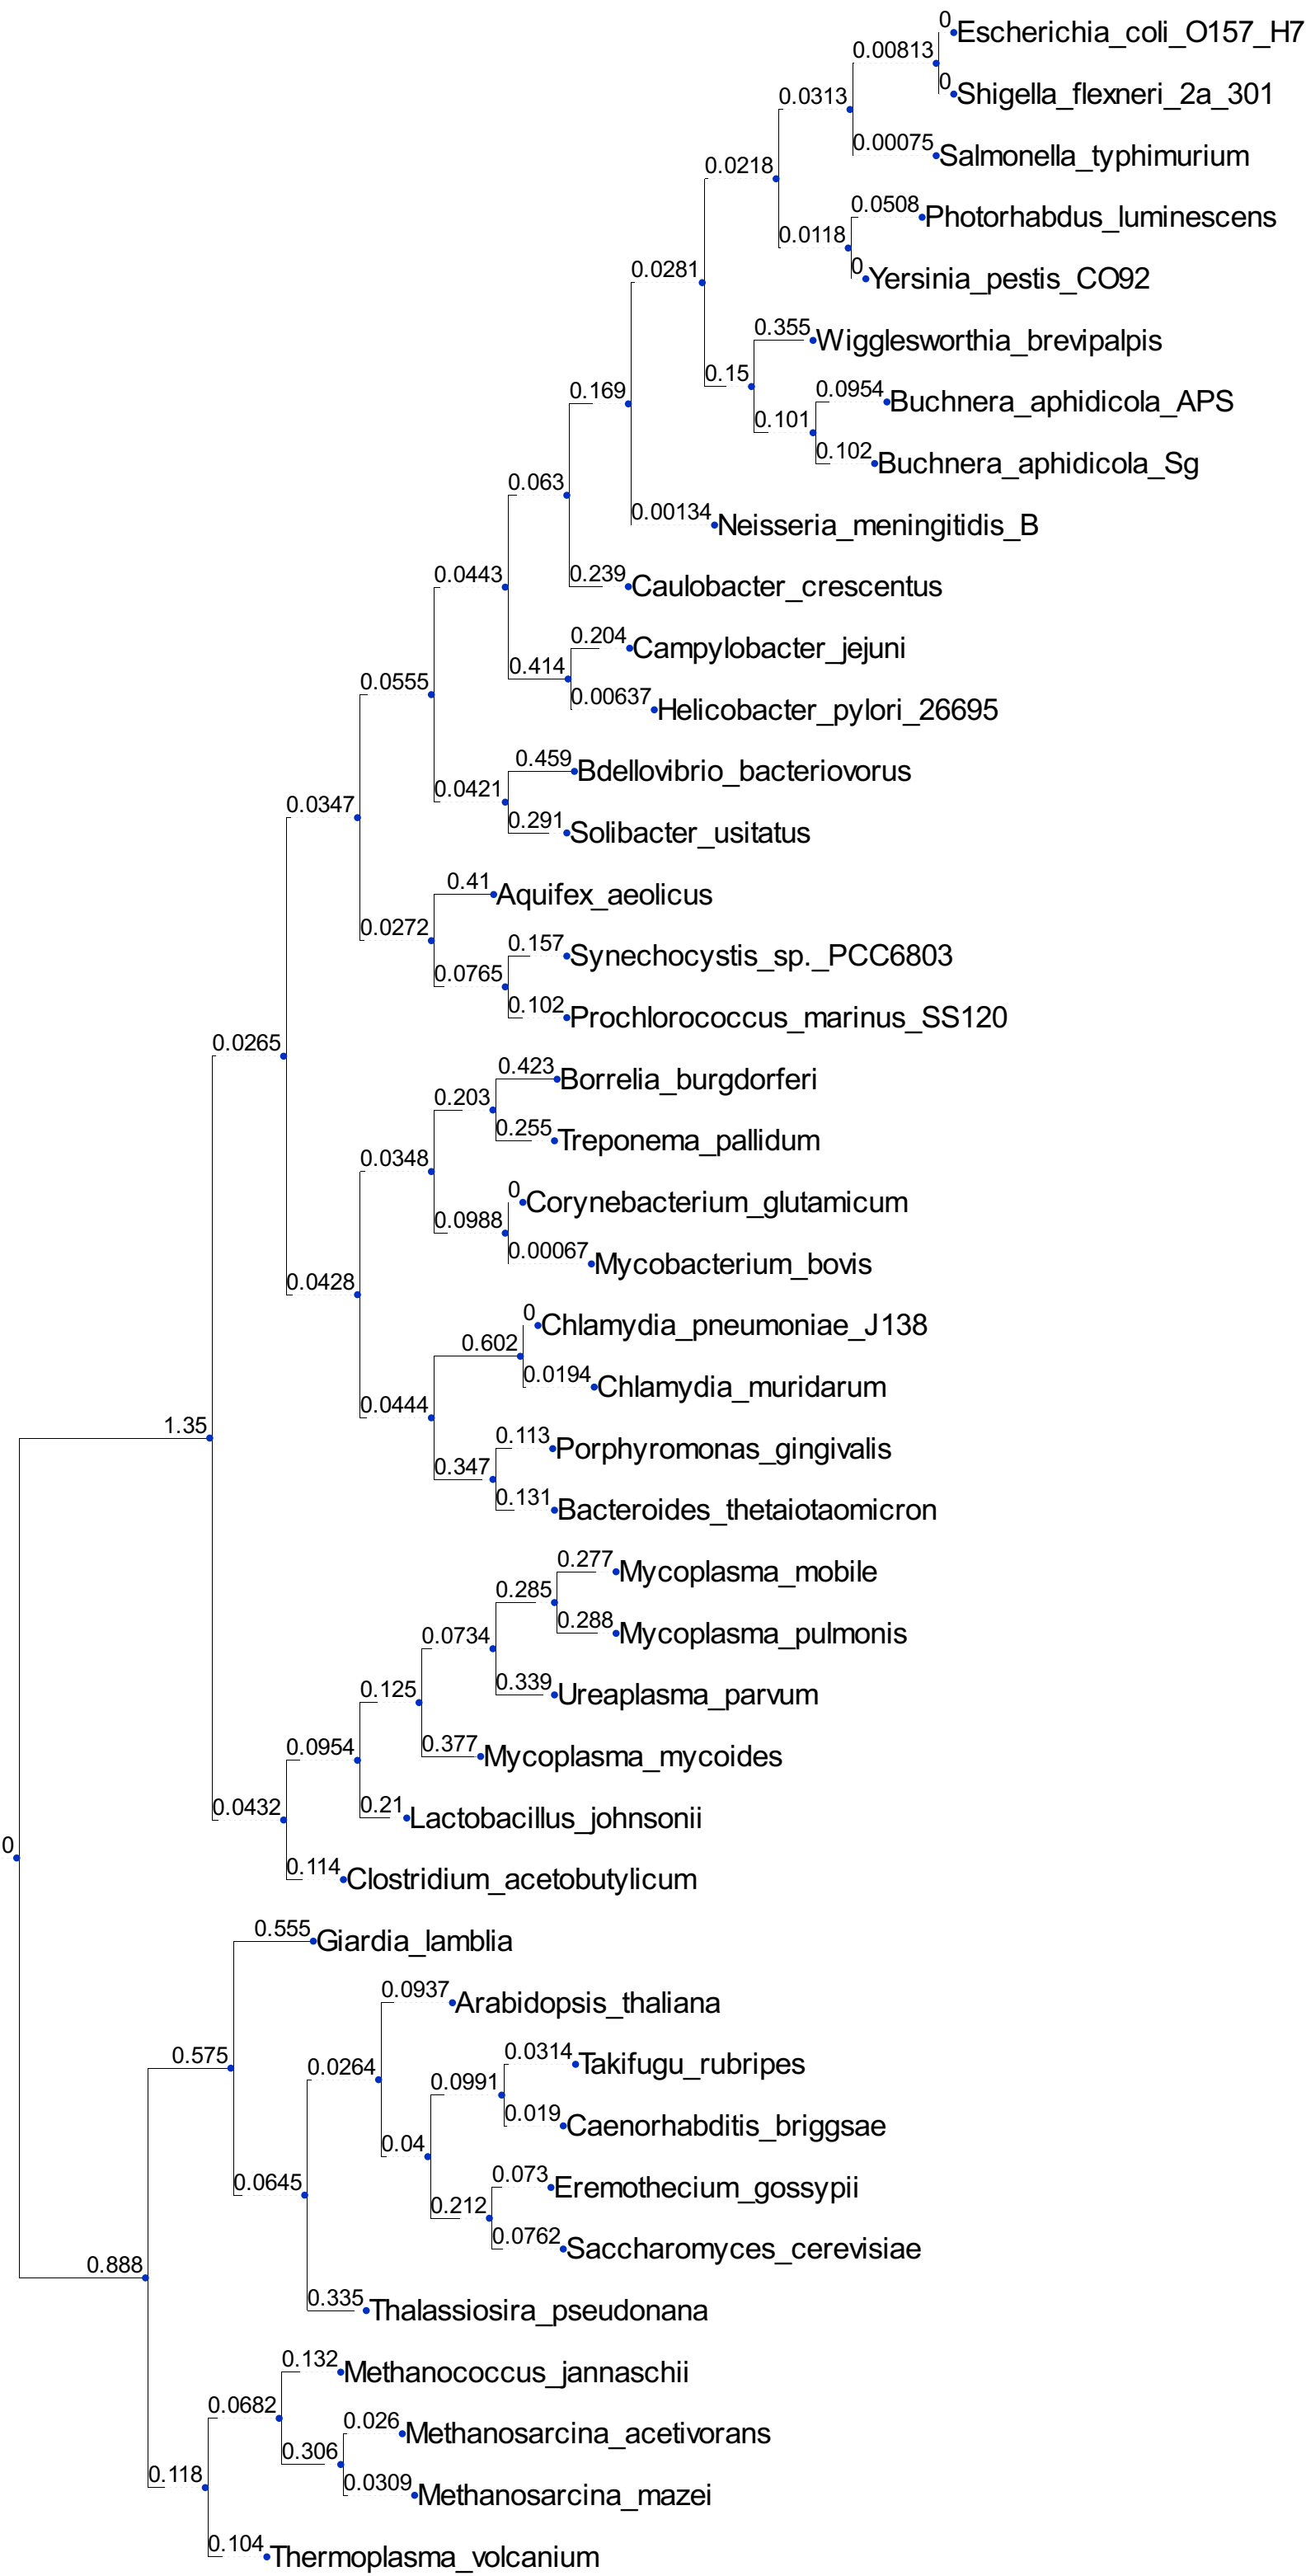 0
Escherichia_coli_O157_H7
0.00813
0
Shigella_flexneri_2a_301
0.0313
0.00075
Salmonella_typhimurium
0.0218
0.0508
Photorhabdus_luminescens
0.0118
0
Yersinia_pestis_CO92
0.0281
0.355
Wigglesworthia_brevipalpis
0.15
0.0954
Buchnera_aphidicola_APS
0.169
0.101
0.102
Buchnera_aphidicola_Sg
0.063
0.00134
Neisseria_meningitidis_B
0.0443
0.239
Caulobacter_crescentus
0.204
Campylobacter_jejuni
0.414
0.0555
0.00637
Helicobacter_pylori_26695
0.459
Bdellovibrio_bacteriovorus
0.0421
0.0347
0.291
Solibacter_usitatus
0.41
Aquifex_aeolicus
0.0272
0.157
Synechocystis_sp._PCC6803
0.0765
0.102
Prochlorococcus_marinus_SS120
0.0265
0.423
Borrelia_burgdorferi
0.203
0.255
Treponema_pallidum
0.0348
0
Corynebacterium_glutamicum
0.0988
0.00067
Mycobacterium_bovis
0.0428
0
Chlamydia_pneumoniae_J138
0.602
0.0194
Chlamydia_muridarum
0.0444
1.35
0.113
Porphyromonas_gingivalis
0.347
0.131
Bacteroides_thetaiotaomicron
0.277
Mycoplasma_mobile
0.285
0.288
Mycoplasma_pulmonis
0.0734
0.339
Ureaplasma_parvum
0.125
0.377
Mycoplasma_mycoides
0.0954
0.21
Lactobacillus_johnsonii
0.0432
0
0.114
Clostridium_acetobutylicum
0.555
Giardia_lamblia
0.0937
Arabidopsis_thaliana
0.575
0.0264
0.0314
Takifugu_rubripes
0.0991
0.019
Caenorhabditis_briggsae
0.04
0.0645
0.073
Eremothecium_gossypii
0.212
0.0762
Saccharomyces_cerevisiae
0.888
0.335
Thalassiosira_pseudonana
0.132
Methanococcus_jannaschii
0.0682
0.026
Methanosarcina_acetivorans
0.306
0.118
0.0309
Methanosarcina_mazei
0.104
Thermoplasma_volcanium